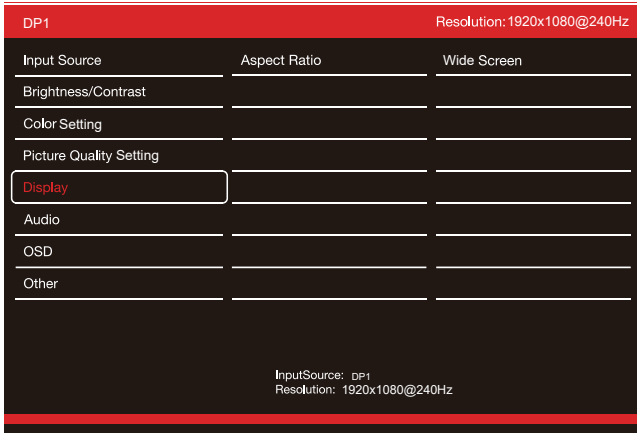 DP1 Resolution:1920x1080@240Hz
Input Source Aspect Ratio Wide Screen
Brightness/Contrast
Color Setting
Picture Quality Setting
Display
Audio
OSD
Other
InputSource: DP1
Resolution: 1920x1080@240Hz